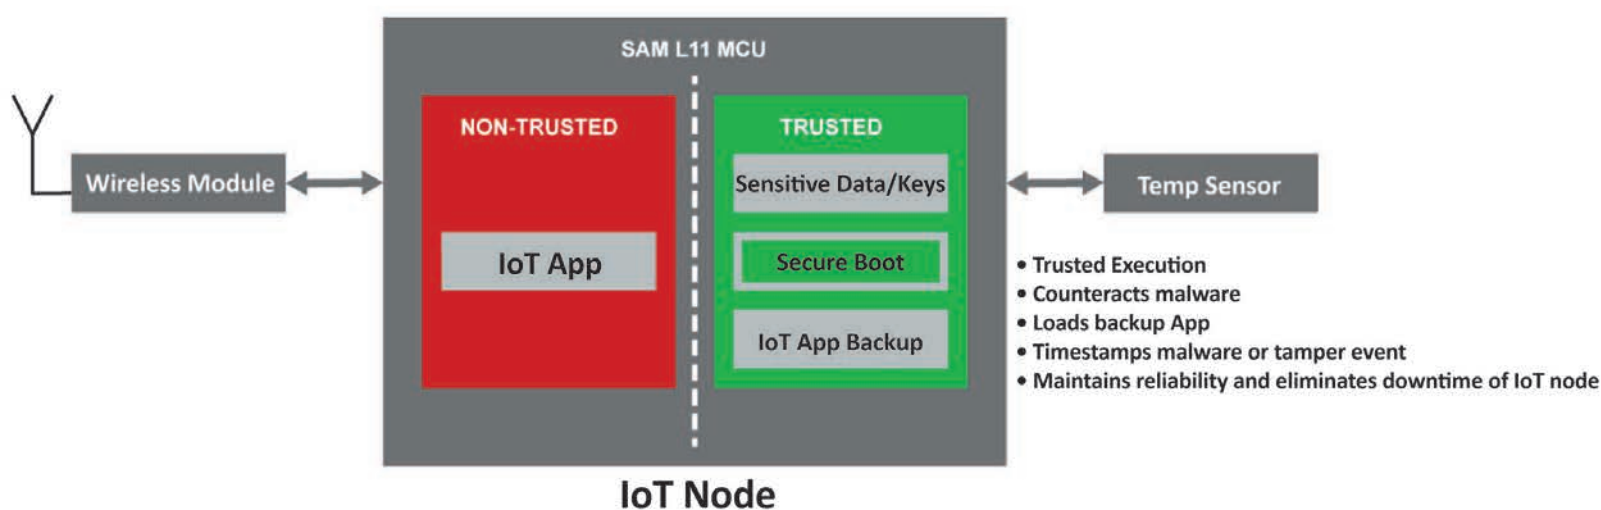 SAM L11 MCU
NON-TRUSTED
TRUSTED
Wireless Module
Sensitive Data/Keys
Temp Sensor
IoT App
Secure Boot
IoT App Backup
• Trusted Execution
• Counteracts malware
• Loads backup App
• Timestamps malware or tamper event
• Maintains reliability and eliminates downtime of IoT node
IoT Node